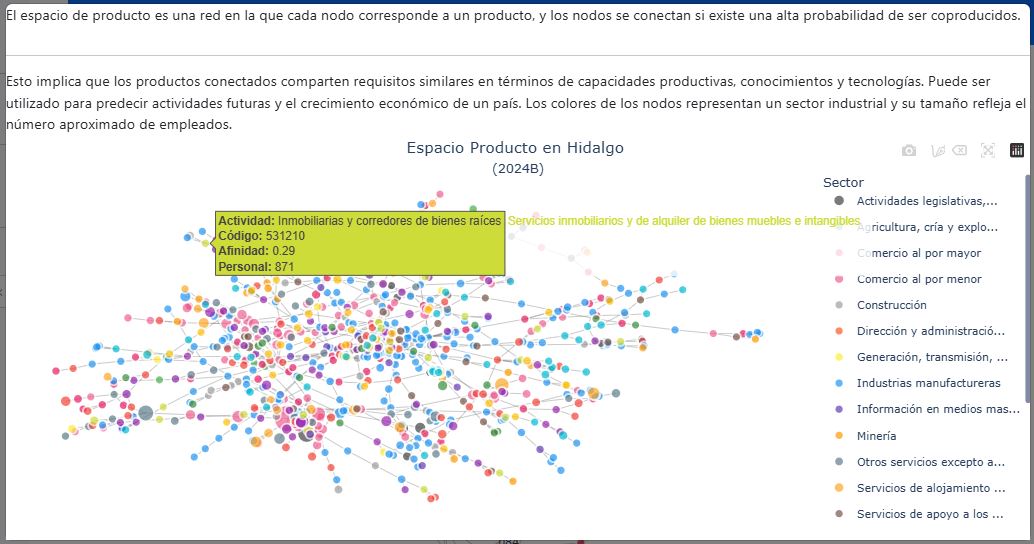 El espacio de producto es una red en la que cada nodo corresponde a un producto, y los nodos se conectan si existe una alta probabilidad de ser coproducidos.
Esto implica que los productos conectados comparten requisitos similares en términos de capacidades productivas, conocimientos y tecnologías. Puede ser
utilizado para predecir actividades futuras y el crecimiento económico de un país. Los colores de los nodos representan un sector industrial y su tamaño refleja el
número aproximado de empleados.
Espacio Producto en Hidalgo
(2024B)
Sector
Actividades legislativas,...
Actividad: Inmobiliarias y corredores de bienes raíces
Código: 531210
Afinidad: 0.29
Personal: 871
Servicios inmobiliarios y de alquiler de bienes muebles e intangibles
Agricultura, cría y explo...
Comercio al por mayor
Comercio al por menor
Construcción
Dirección y administració...
Generación, transmisión, ...
Industrias manufactureras
Información en medios mas...
Minería
Otros servicios excepto a...
Servicios de alojamiento ...
Servicios de apoyo a los ...